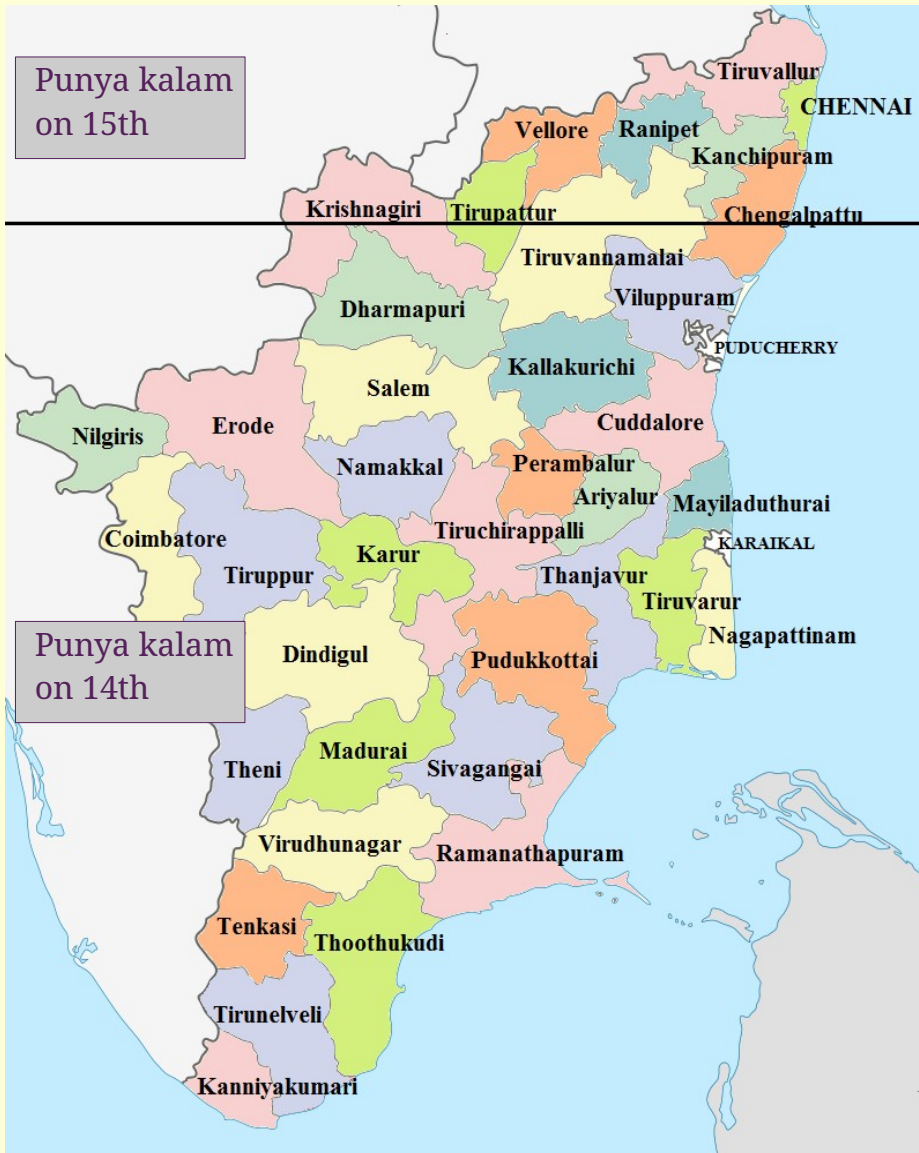 Punya kalam
on 15th
Tiruvallur
CHENNAI
Vellore
Ranipet
Kanchipuram
Krishnagiri
Tirupattur
Chengalpattu
Tiruvannamalai
Viluppuram
Dharmapuri
PUDUCHERRY
Kallakurichi
Salem
Erode
Cuddalore
Nilgiris
Namakkal
Perambalur
Ariyalur
Mayiladuthurai
Coimbatore
Tiruchirappalli
KARAIKAL
Karur
Tiruppur
Thanjavur
Tiruvarur
Nagapattinam
Punya kalam
on 14th
Dindigul
Pudukkottai
Theni
Madurai
Sivagangai
Virudhunagar
Ramanathapuram
Tenkasi
Thoothukudi
Tirunelveli
Kanniyakumari